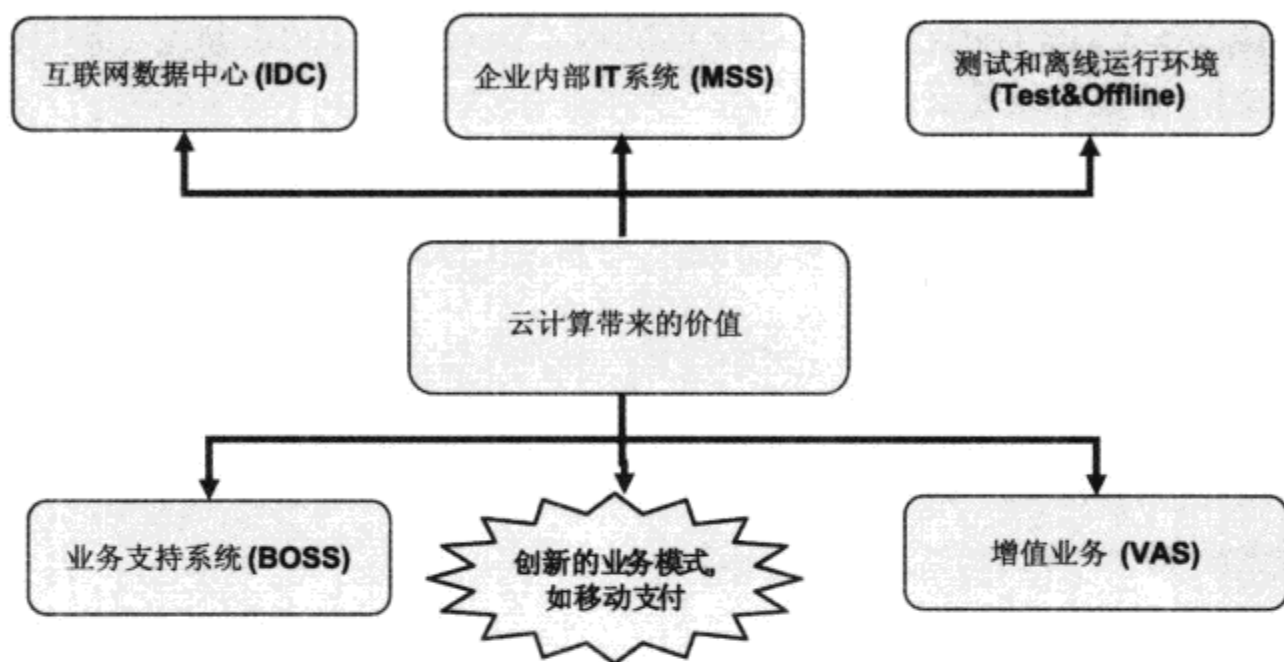 互联网数据中心(IDC)
企业内部IT系统 (MSS)
测试和离线运行环境
(Test&Offline)
云计算带来的价值
业务支持系统(BOSS)
创新的业务模式,
如移动支付
增值业务 (VAS)